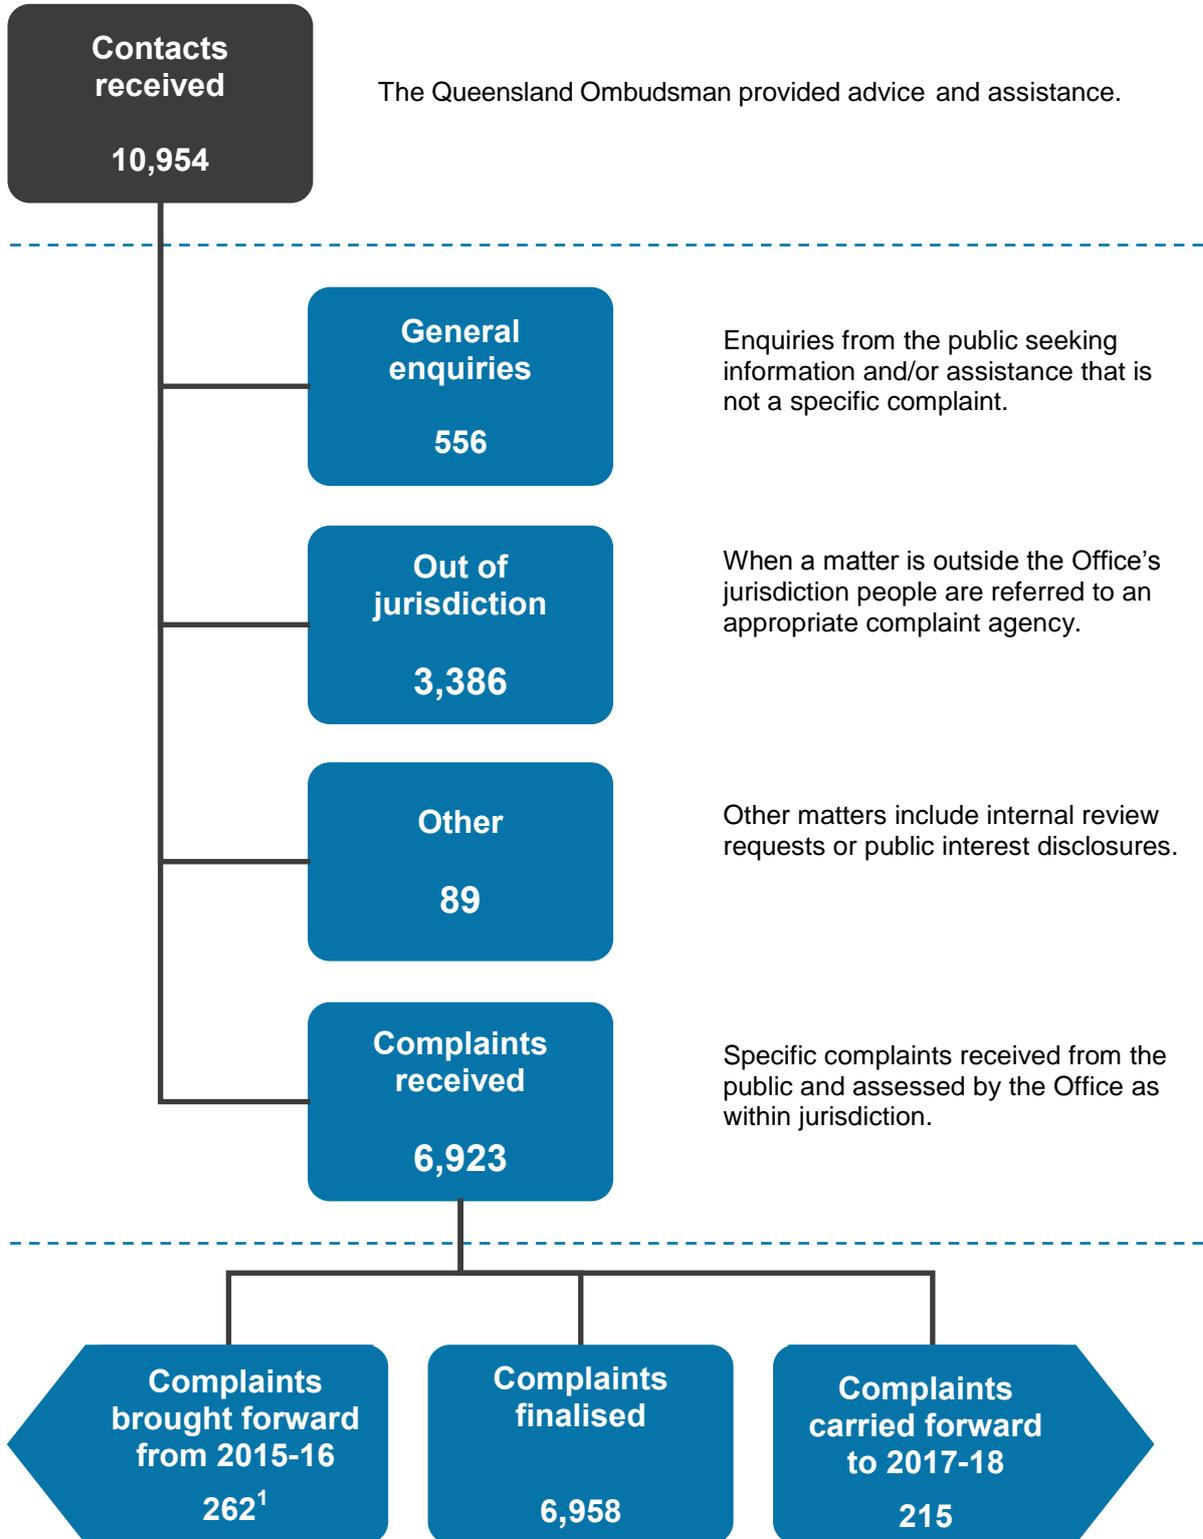 Contacts
received
10,954
The Queensland Ombudsman provided advice and assistance.
General
enquiries
556
Enquiries from the public seeking
information and/or assistance that is
not a specific complaint.
Out of
jurisdiction
3,386
When a matter is outside the Office’s
jurisdiction people are referred to an
appropriate complaint agency.
Other
89
Other matters include internal review
requests or public interest disclosures.
Complaints
received
6,923
Specific complaints received from the
public and assessed by the Office as
within jurisdiction.
Complaints
brought forward
from 2015-16
262¹
Complaints
finalised
6,958
Complaints
carried forward
to 2017-18
215